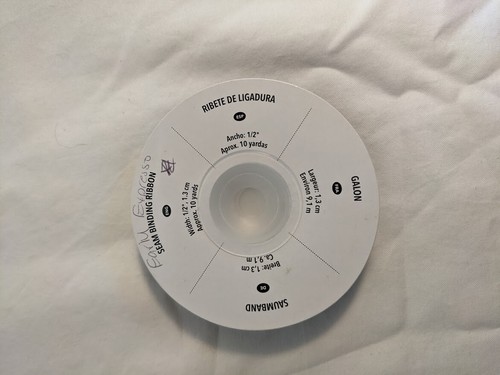 RIBETE DE LIGADURA
ESP
Ancho: 1/2"
Aprox. 10 yardas
GALON
FRA
Largeur: 1,3 cm
Environ 9,1 m
SAUMBAND
DE
Breite: 1,3 cm
Ca. 9,1 m
SEAM BINDING RIBBON
ENG
Width: 1/2", 1.3 cm
Approx. 10 yards
Espresso